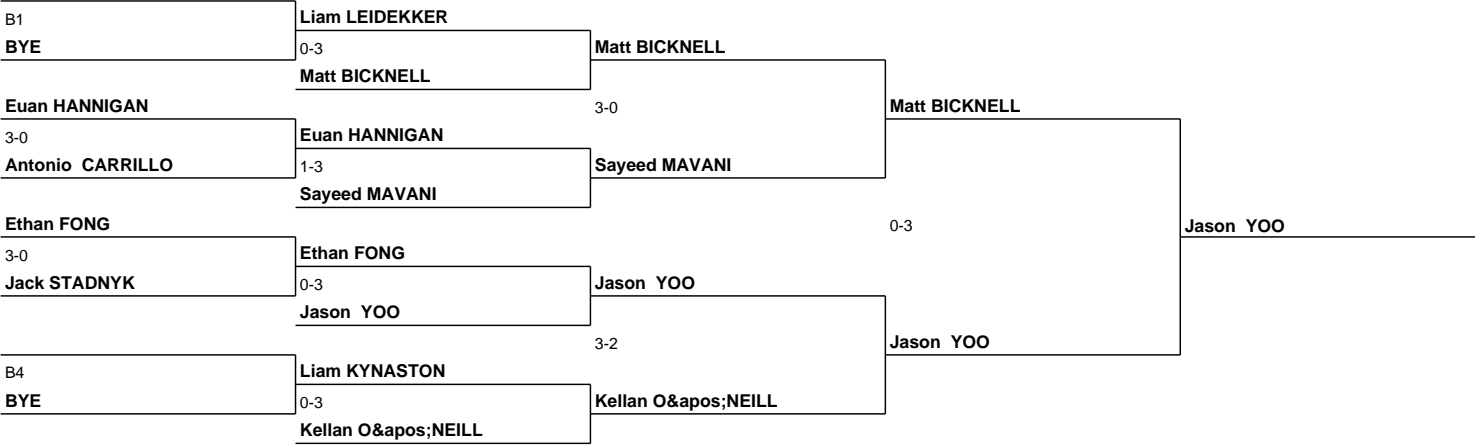 B1
BYE
Liam LEIDEKKER
0-3
Matt BICKNELL
Matt BICKNELL
Euan HANNIGAN
3-0
Antonio  CARRILLO
Euan HANNIGAN
1-3
Sayeed MAVANI
3-0
Sayeed MAVANI
Matt BICKNELL
Ethan FONG
3-0
Jack STADNYK
Ethan FONG
0-3
Jason  YOO
Jason  YOO
B4
BYE
Liam KYNASTON
0-3
Kellan O&apos;NEILL
3-2
Kellan O&apos;NEILL
Jason  YOO
0-3
Jason  YOO